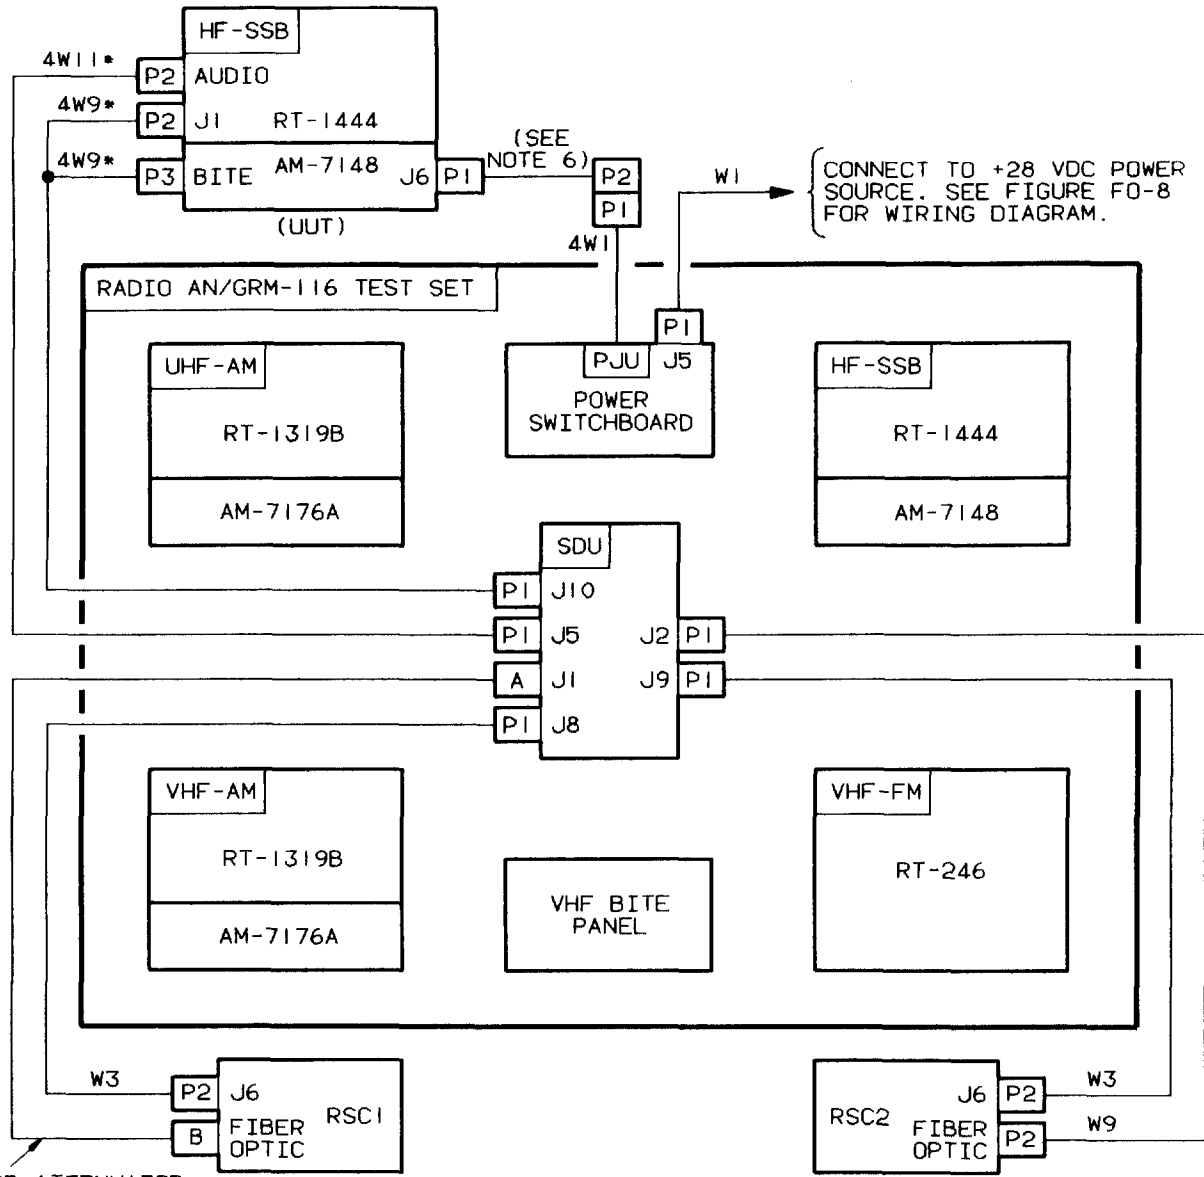 HF-SSB
4W11*
P2 AUDIO
4W9*
P2 J1 RT-1444
4W9*
P3 BITE AM-7148 J6 P1
(UUT)
(SEE
NOTE 6)
P2
P1
4W1
W1
CONNECT TO +28 VDC POWER
SOURCE. SEE FIGURE FO-8
FOR WIRING DIAGRAM.
RADIO AN/GRM-116 TEST SET
P1
UHF-AM
RT-1319B
AM-7176A
PJU J5
POWER
SWITCHBOARD
HF-SSB
RT-1444
AM-7148
SDU
P1 J10
P1 J5 J2 P1
A J1 J9 P1
P1 J8
VHF-AM
RT-1319B
AM-7176A
VHF BITE
PANEL
VHF-FM
RT-246
W3
P2 J6
RSC1
B FIBER
OPTIC
RSC2
J6 P2
W3
FIBER P2
OPTIC
W9